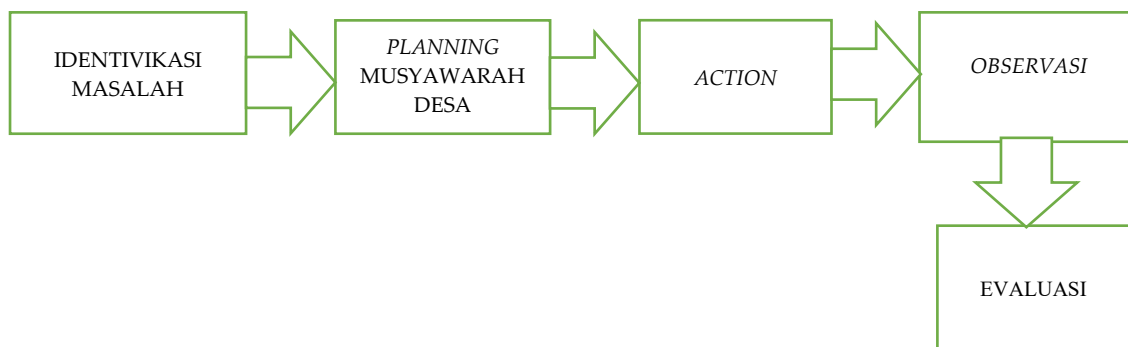 IDENTIVIKASI
MASALAH
PLANNING
MUSYAWARAH
DESA
ACTION
OBSERVASI
EVALUASI